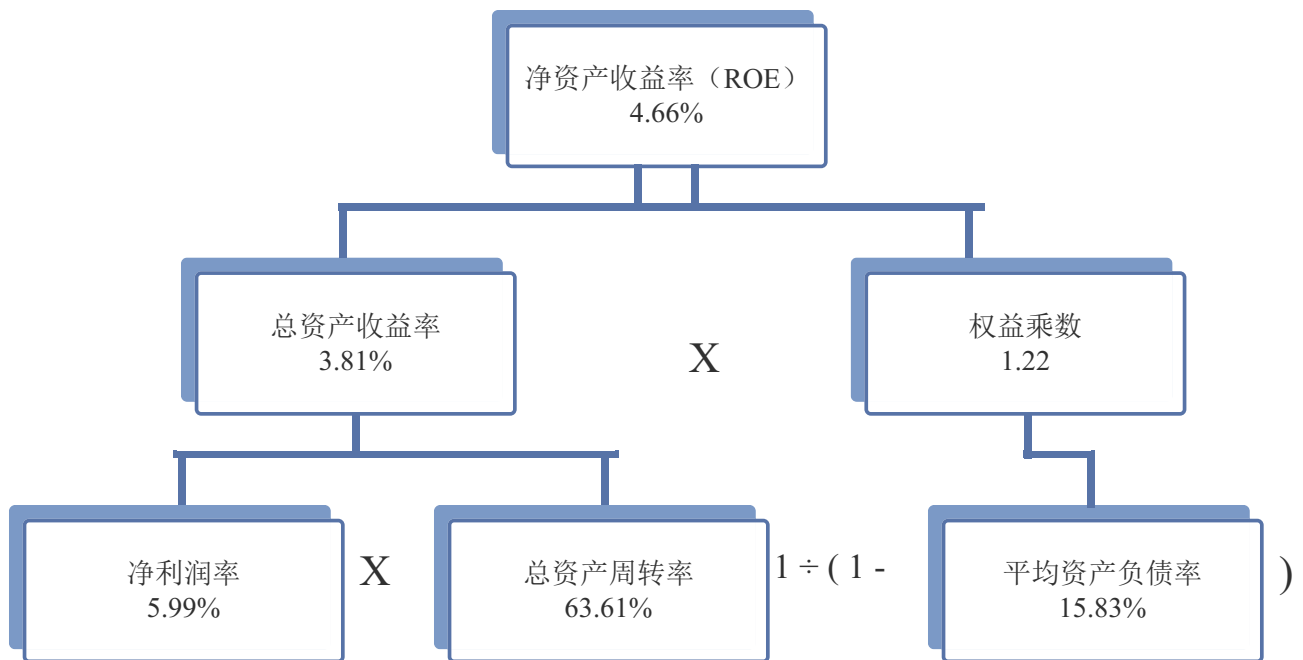 净资产收益率（ROE）
4.66%
总资产收益率
3.81%
X
权益乘数
1.22
净利润率
5.99%
X
总资产周转率
63.61%
1 ÷ ( 1 -
平均资产负债率
15.83%
)